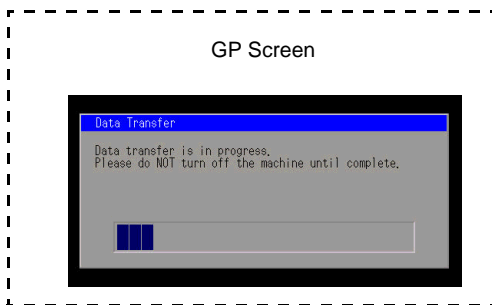 GP Screen
Data Transfer
Data transfer is in progress.
Please do NOT turn off the machine until complete.